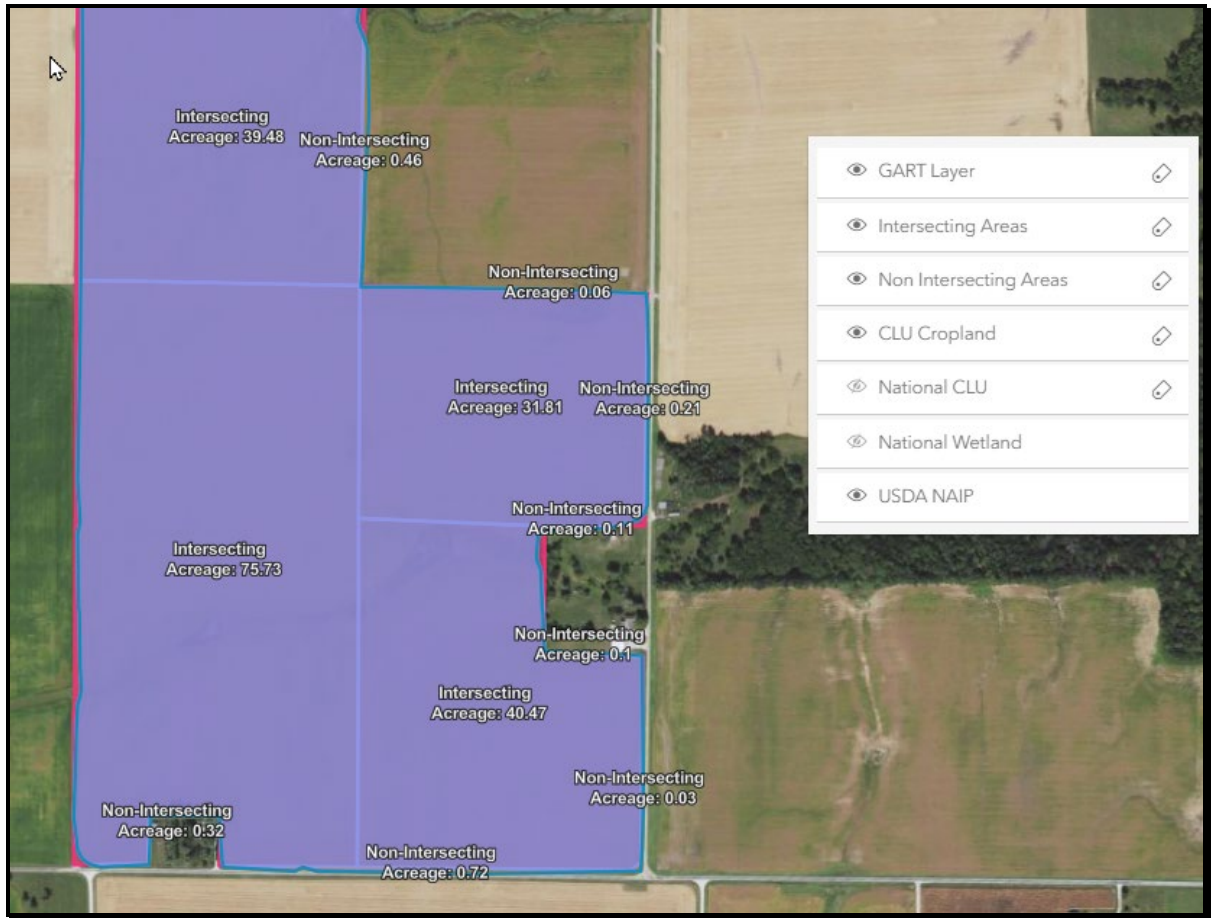 Intersecting
Acreage: 39.48
Non-Intersecting
Acreage: 0.46
Non-Intersecting
Acreage: 0.06
Intersecting
Acreage: 31.81
Non-Intersecting
Acreage: 0.21
Non-Intersecting
Acreage: 0.11
Intersecting
Acreage: 75.73
Non-Intersecting
Acreage: 0.1
Intersecting
Acreage: 40.47
Non-Intersecting
Acreage: 0.03
Non-Intersecting
Acreage: 0.32
Non-Intersecting
Acreage: 0.72
GART Layer
Intersecting Areas
Non Intersecting Areas
CLU Cropland
National CLU
National Wetland
USDA NAIP